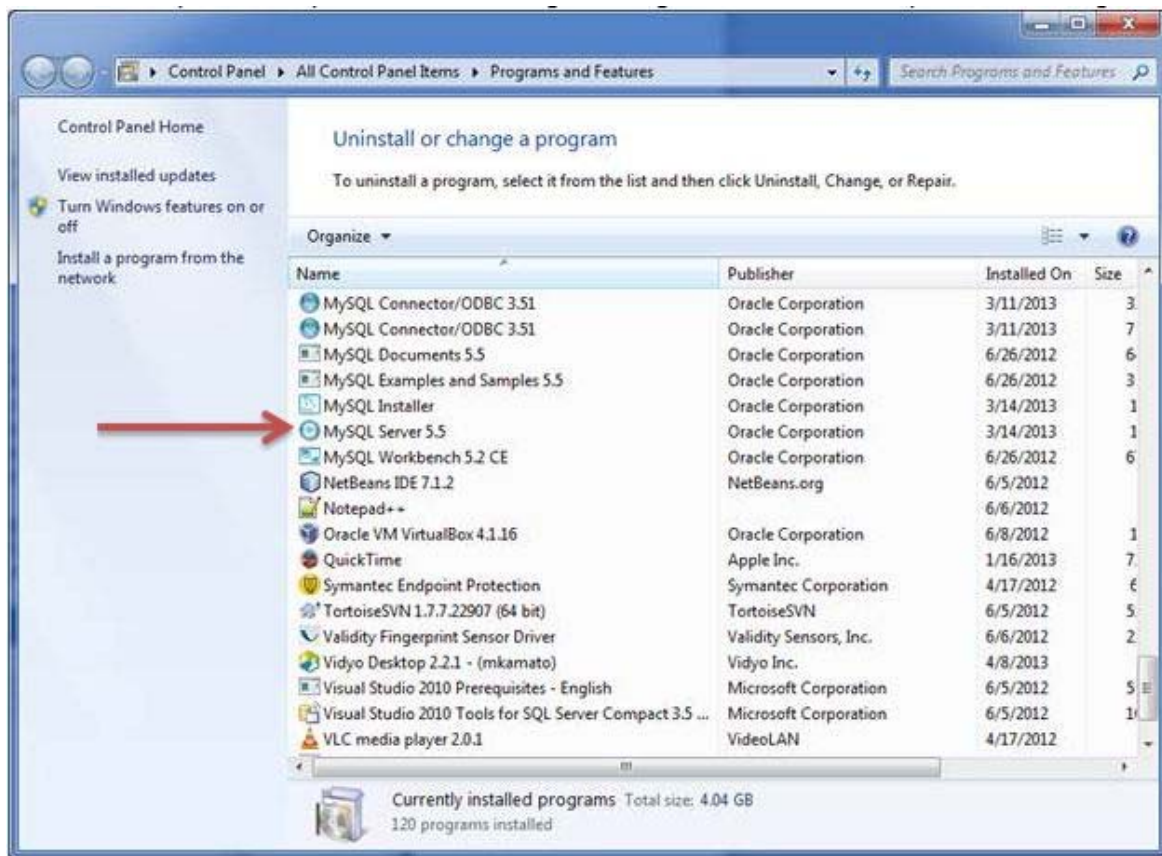 Control Panel ▸ All Control Panel Items ▸ Programs and Features
Search Programs and Features
Control Panel Home
View installed updates
Turn Windows features on or
off
Install a program from the
network
Uninstall or change a program
To uninstall a program, select it from the list and then click Uninstall, Change, or Repair.
Organize
Name Publisher Installed On Size
MySQL Connector/ODBC 3.51 Oracle Corporation 3/11/2013 3
MySQL Connector/ODBC 3.51 Oracle Corporation 3/11/2013 7
MySQL Documents 5.5 Oracle Corporation 6/26/2012 6
MySQL Examples and Samples 5.5 Oracle Corporation 6/26/2012 3
MySQL Installer Oracle Corporation 3/14/2013 1
MySQL Server 5.5 Oracle Corporation 3/14/2013 1
MySQL Workbench 5.2 CE Oracle Corporation 6/26/2012 6
NetBeans IDE 7.1.2 NetBeans.org 6/5/2012
Notepad++ 6/6/2012
Oracle VM VirtualBox 4.1.16 Oracle Corporation 6/8/2012 1
QuickTime Apple Inc. 1/16/2013 7.
Symantec Endpoint Protection Symantec Corporation 4/17/2012
TortoiseSVN 1.7.7.22907 (64 bit) TortoiseSVN 6/5/2012 5
Validity Fingerprint Sensor Driver Validity Sensors, Inc. 6/6/2012 2
Vidyo Desktop 2.2.1 - (mkamato) Vidyo Inc. 4/8/2013
Visual Studio 2010 Prerequisites - English Microsoft Corporation 6/5/2012 5
Visual Studio 2010 Tools for SQL Server Compact 3.5 ... Microsoft Corporation 6/5/2012
VLC media player 2.0.1 VideoLAN 4/17/2012
Currently installed programs Total size: 4.04 GB
120 programs installed